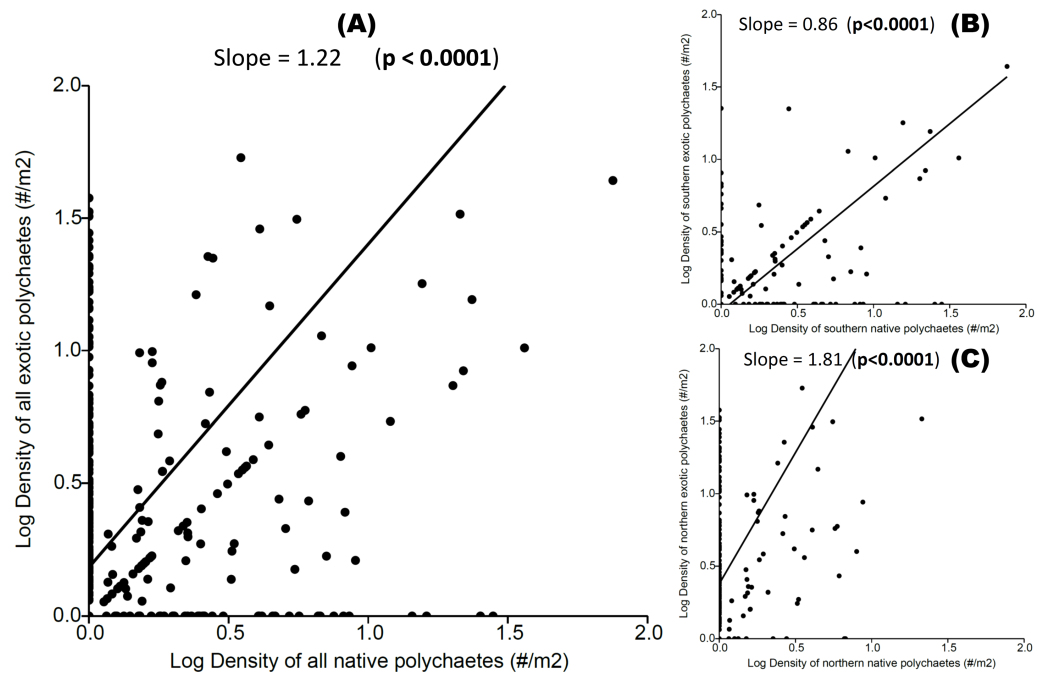 (A)
Slope = 1.22 (p < 0.0001)
2.0
1.5
1.0
0.5
0.0
0.0 0.5 1.0 1.5 2.0
Log Density of all exotic polychaetes (#/m2)
Log Density of all native polychaetes (#/m2)
Slope = 0.86 (p<0.0001) (B)
2.0
1.5
1.0
0.5
0.0
0.0 0.5 1.0 1.5 2.0
Log Density of southern exotic polychaetes (#/m2)
Log Density of southern native polychaetes (#/m2)
Slope = 1.81 (p<0.0001) (C)
2.0
1.5
1.0
0.5
0.0
0.0 0.5 1.0 1.5 2.0
Log Density of northern exotic polychaetes (#/m2)
Log Density of northern native polychaetes (#/m2)